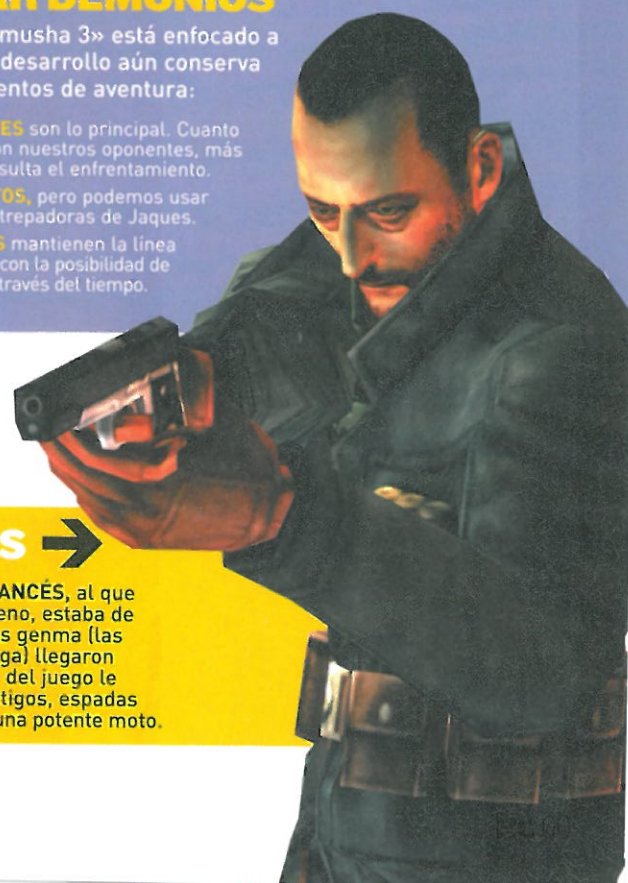 DEMONIOS
musha 3» está enfocado a
desarrollo aún conserva
entos de aventura:
ES son lo principal. Cuanto
n nuestros oponentes, más
sulta el enfrentamiento.
TOS, pero podemos usar
trepadoras de Jaques.
S mantienen la línea
con la posibilidad de
través del tiempo.
S
ANCÉS, al que
eno, estaba de
s genma (las
ga) llegaron
del juego le
tigos, espadas
una potente moto.